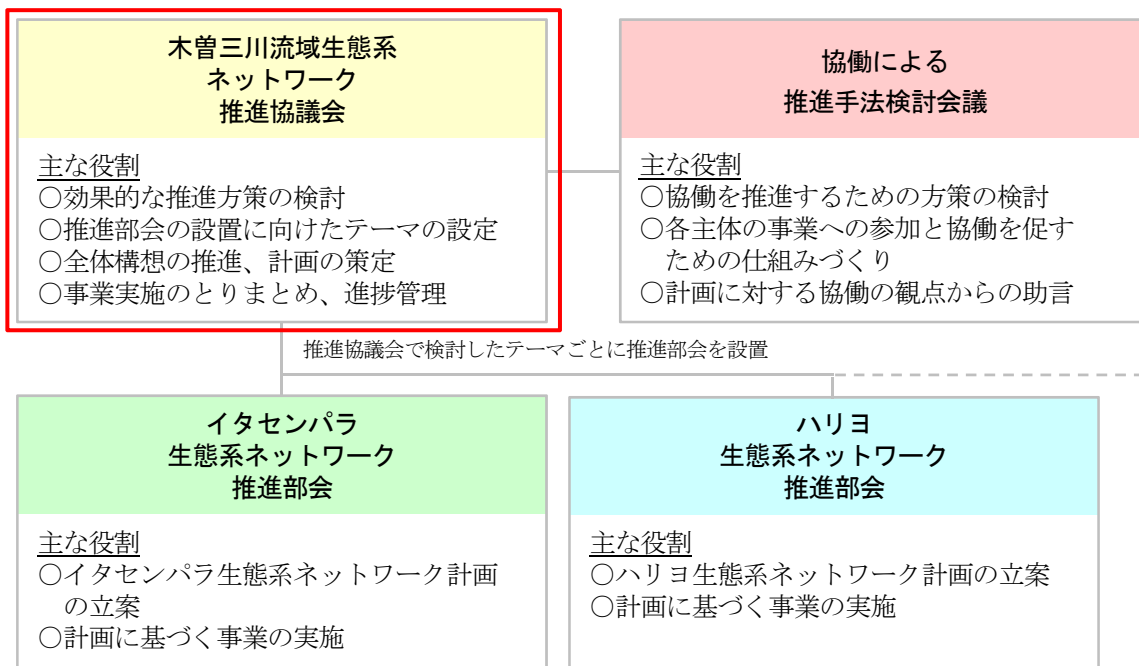 木曽三川流域生態系
ネットワーク
推進協議会
主な役割
○効果的な推進方策の検討
○推進部会の設置に向けたテーマの設定
○全体構想の推進、計画の策定
○事業実施のとりまとめ、進捗管理
協働による
推進手法検討会議
主な役割
○協働を推進するための方策の検討
○各主体の事業への参加と協働を促す
ための仕組みづくり
○計画に対する協働の観点からの助言
推進協議会で検討したテーマごとに推進部会を設置
イタセンパラ
生態系ネットワーク
推進部会
主な役割
○イタセンパラ生態系ネットワーク計画
の立案
○計画に基づく事業の実施
ハリヨ
生態系ネットワーク
推進部会
主な役割
○ハリヨ生態系ネットワーク計画の立案
○計画に基づく事業の実施